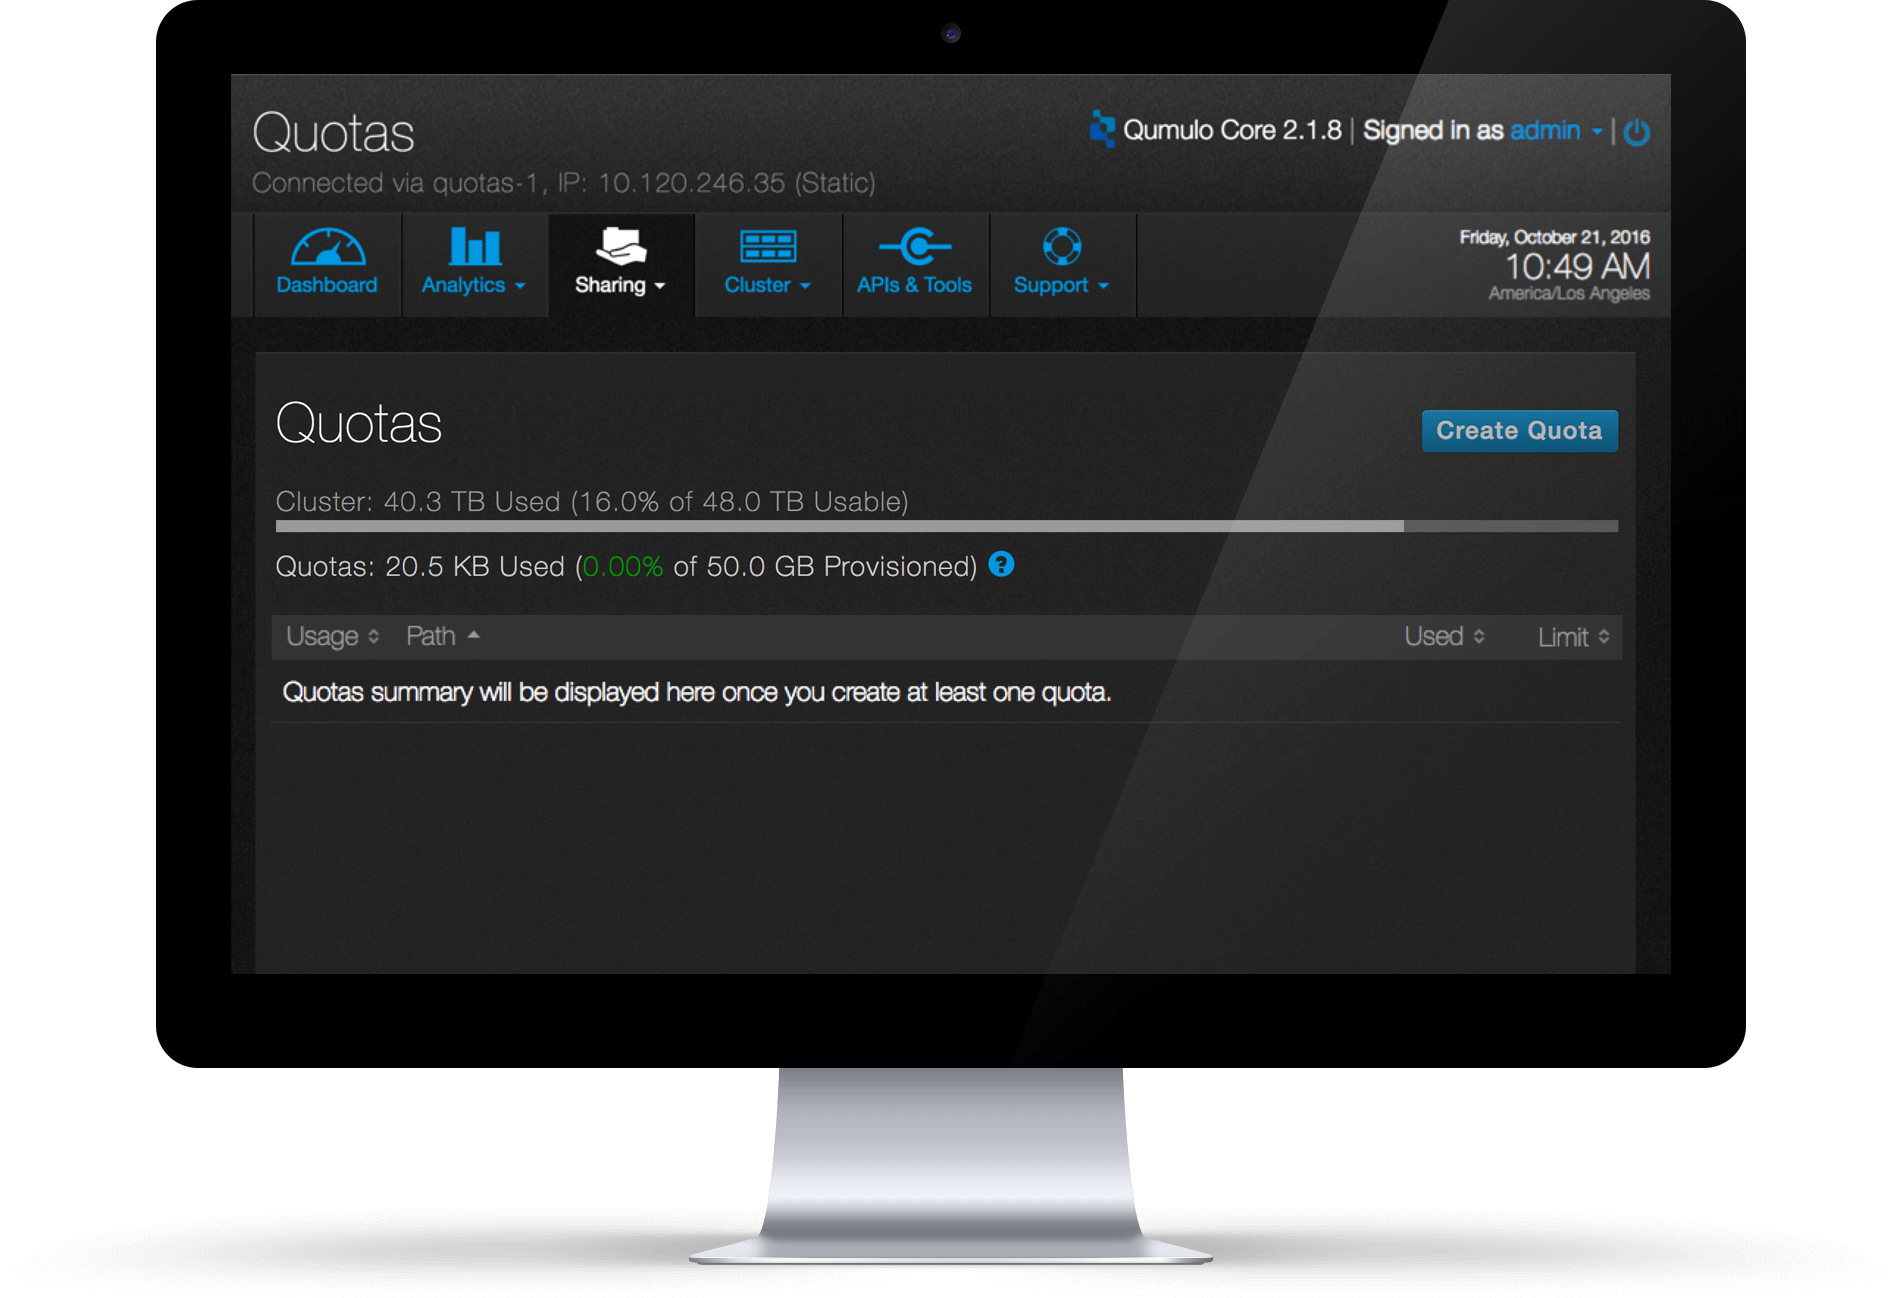 Quotas
Qumulo Core 2.1.8 | Signed in as admin |
Connected via quotas-1, IP: 10.120.246.35 (Static)
Dashboard
Analytics
Sharing
Cluster
APIs & Tools
Support
Friday, October 21, 2016
10:49 AM
America/Los Angeles
Quotas
Create Quota
Cluster: 40.3 TB Used (16.0% of 48.0 TB Usable)
Quotas: 20.5 KB Used (0.00% of 50.0 GB Provisioned) ?
Usage Path Used Limit
Quotas summary will be displayed here once you create at least one quota.